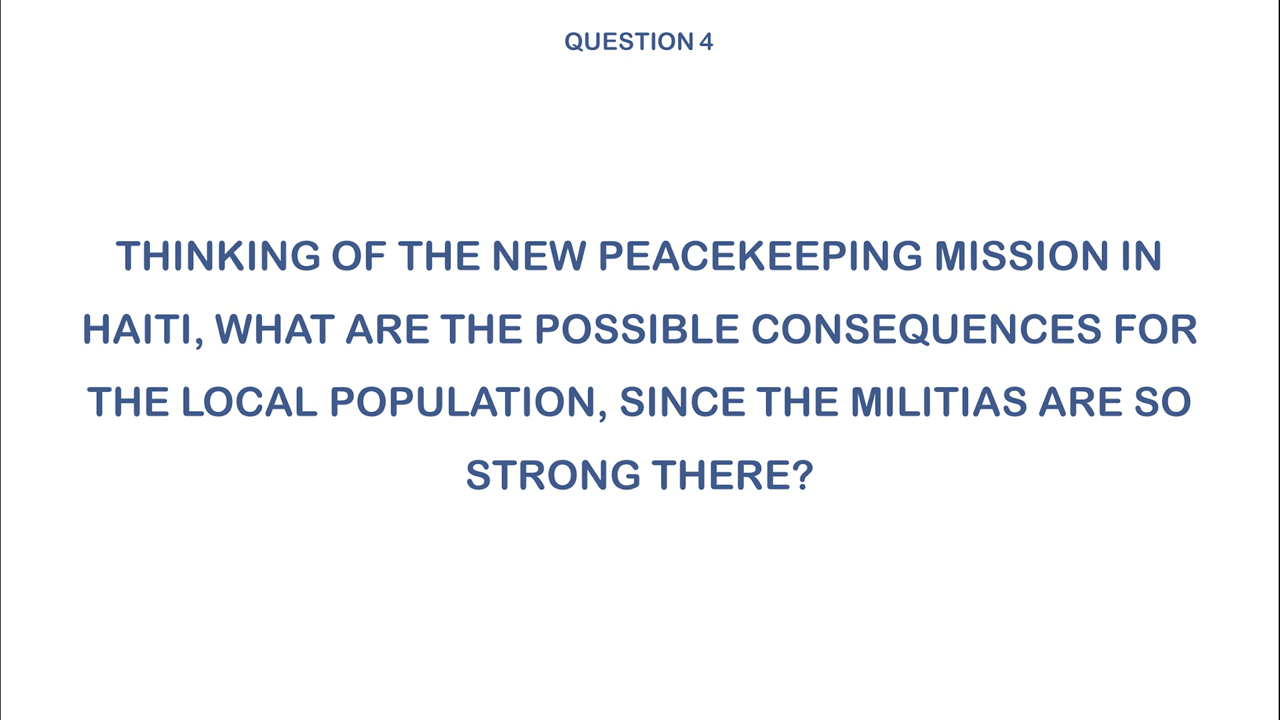 QUESTION 4
THINKING OF THE NEW PEACEKEEPING MISSION IN
HAITI, WHAT ARE THE POSSIBLE CONSEQUENCES FOR
THE LOCAL POPULATION, SINCE THE MILITIAS ARE SO
STRONG THERE?